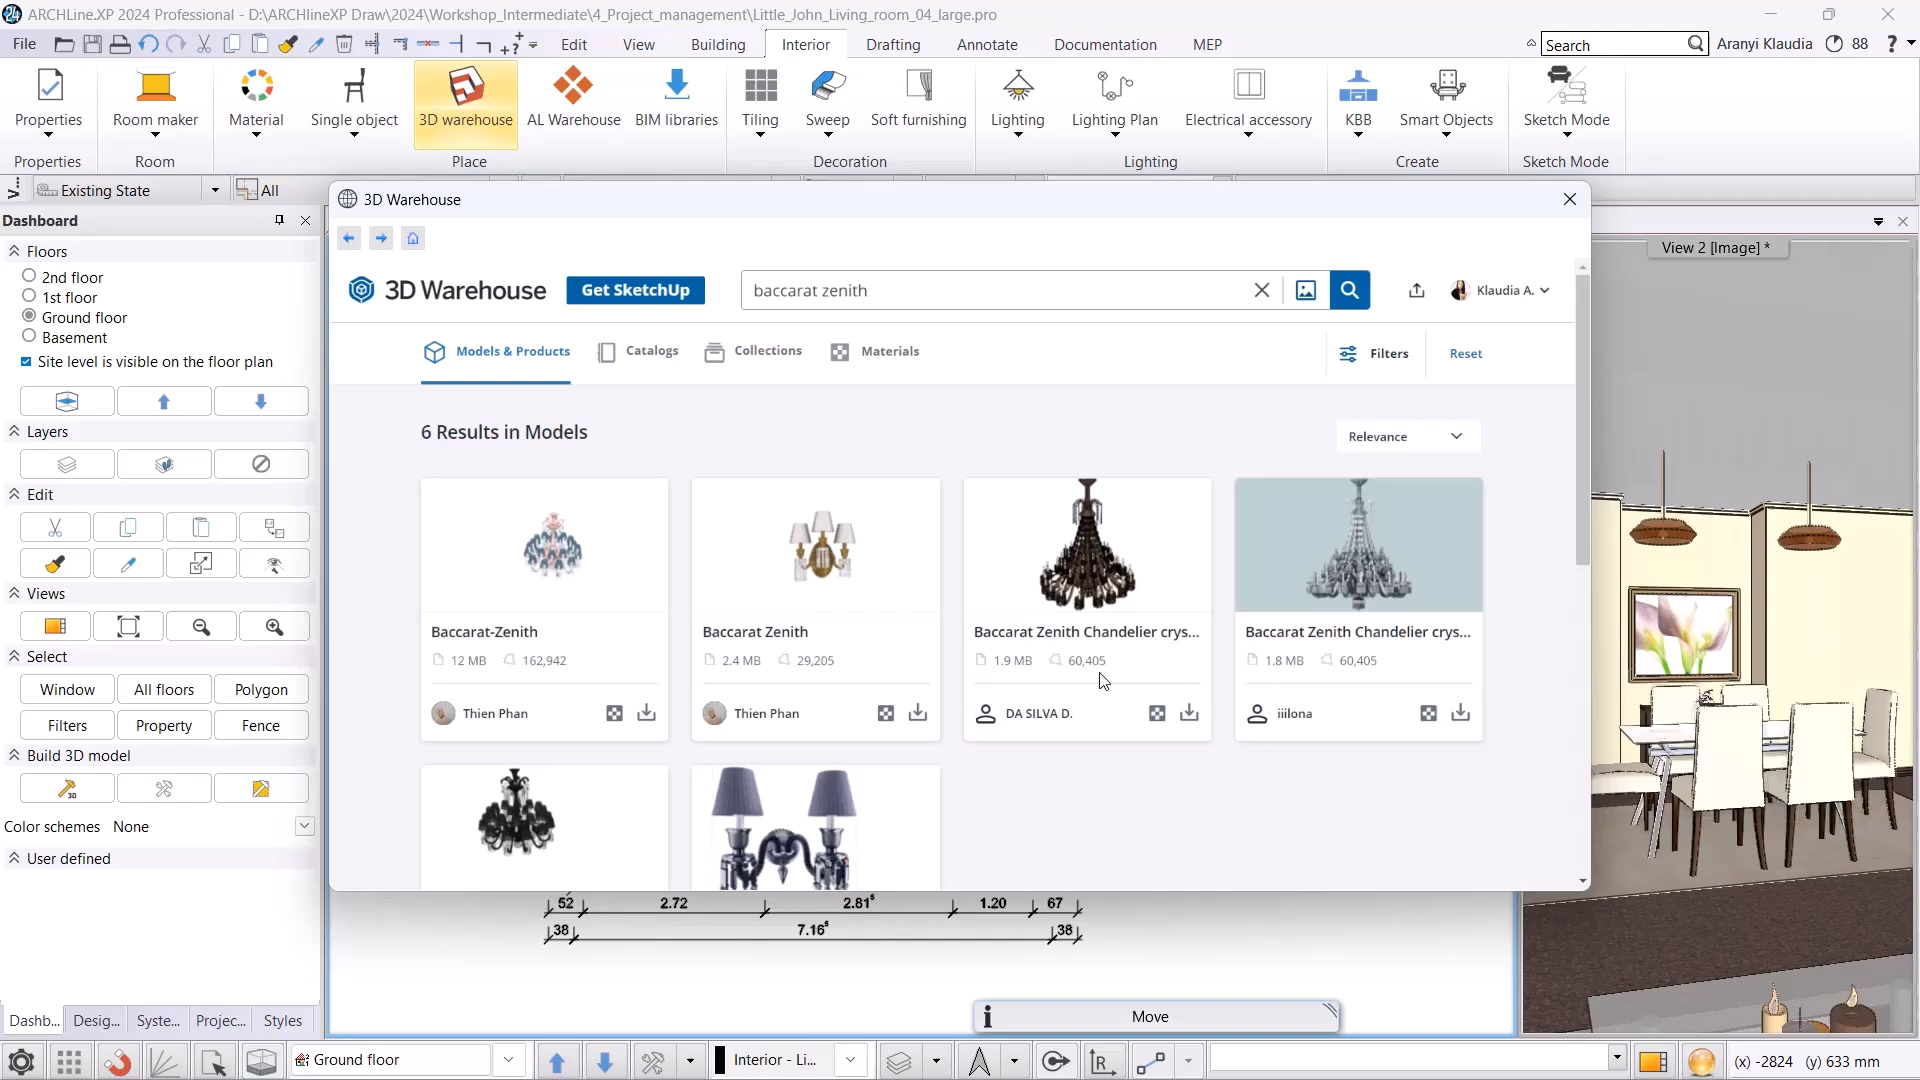 ARCHLine.XP 2024 Professional - D:\ARCHlineXP Draw\2024\Workshop_Intermediate\4_Project_management\Little_John_Living_room_04_large.pro
File Edit View Building Interior Drafting Annotate Documentation MEP Search Aranyi Klaudia 88 ?
Properties Room maker Material Single object 3D warehouse AL Warehouse BIM libraries Tiling Sweep Soft furnishing Lighting Lighting Plan Electrical accessory KBB Smart Objects Sketch Mode
Properties Room Place Decoration Lighting Create Sketch Mode
Existing State All
Dashboard
Floors
2nd floor
1st floor
Ground floor
Basement
Site level is visible on the floor plan
Layers
Edit
Views
Select
Window All floors Polygon
Filters Property Fence
Build 3D model
3D
Color schemes None
User defined
Dashb... Desig... Syste... Projec... Styles
3D Warehouse
3D Warehouse Get SketchUp baccarat zenith Klaudia A.
Models & Products Catalogs Collections Materials Filters Reset
6 Results in Models Relevance
Baccarat-Zenith
12 MB 162,942
Thien Phan
Baccarat Zenith
2.4 MB 29,205
Thien Phan
Baccarat Zenith Chandelier crys...
1.9 MB 60,405
DA SILVA D.
Baccarat Zenith Chandelier crys...
1.8 MB 60,405
iiilona
View 2 [Image] *
52 2.72 2.81⁵ 1.20 67
38 7.16⁵ 38
Move
Ground floor Interior - Li... (x) -2824 (y) 633 mm